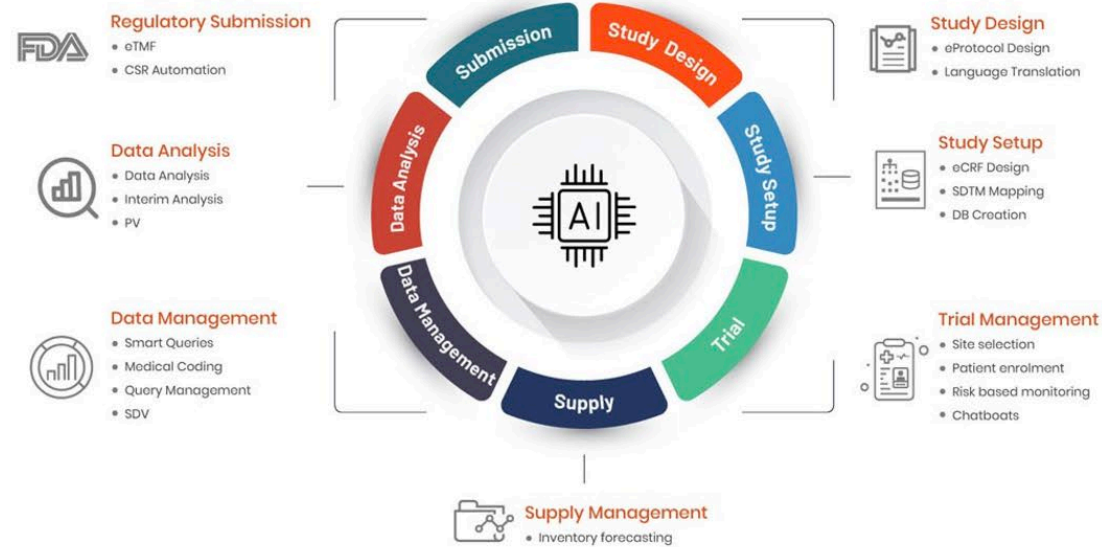 FDA
Regulatory Submission
• eTMF
• CSR Automation
Data Analysis
• Data Analysis
• Interim Analysis
• PV
Data Management
• Smart Queries
• Medical Coding
• Query Management
• SDV
Submission
Study Design
Study Setup
Trial
Supply
Data Management
Data Analysis
AI
Study Design
• eProtocol Design
• Language Translation
Study Setup
• eCRF Design
• SDTM Mapping
• DB Creation
Trial Management
• Site selection
• Patient enrolment
• Risk based monitoring
• Chatboats
Supply Management
• Inventory forecasting